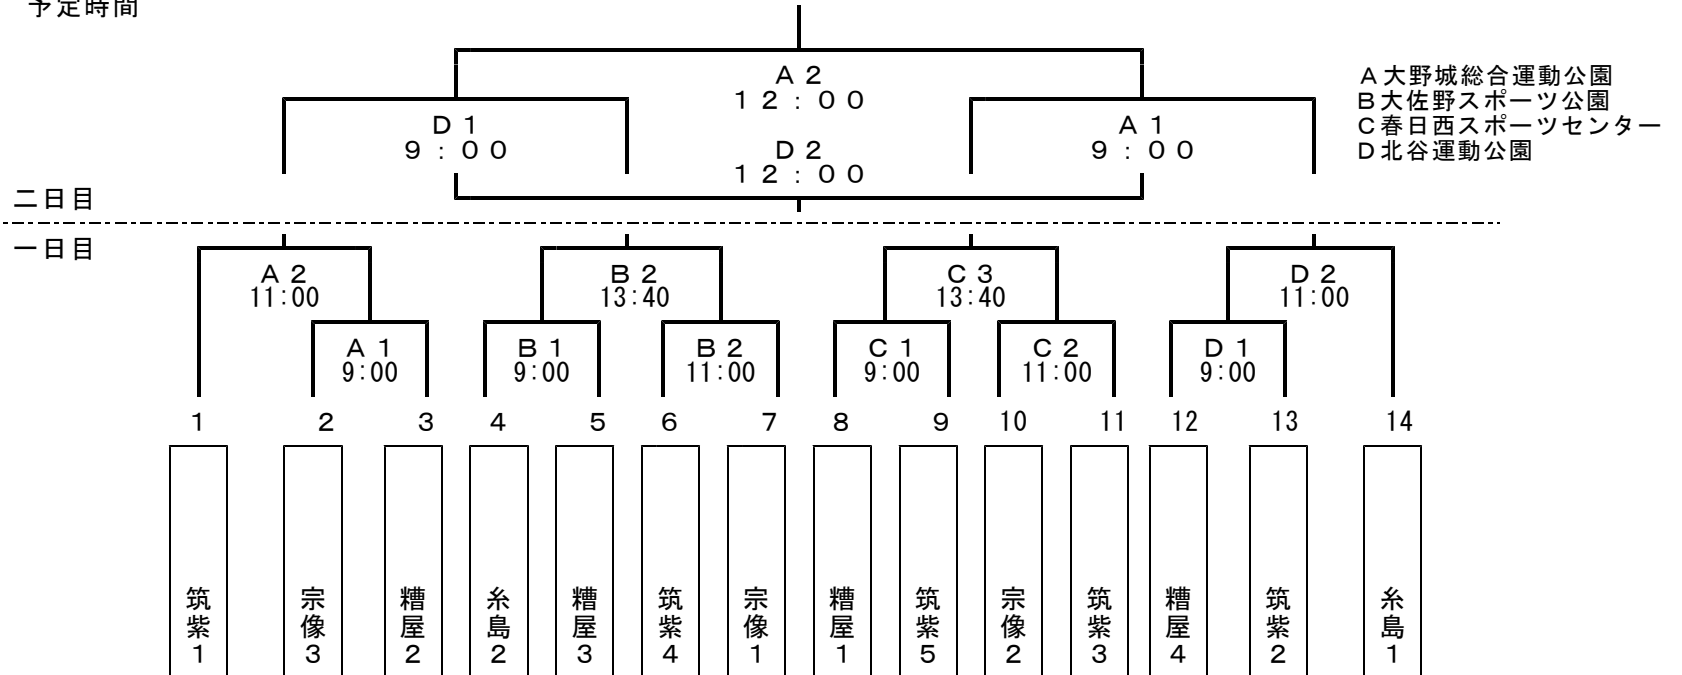 予定時間
Ａ２
１２：００
Ａ大野城総合運動公園
Ｂ大佐野スポーツ公園
Ｃ春日西スポーツセンター
Ｄ北谷運動公園
Ｄ１
９：００
Ａ１
９：００
Ｄ２
１２：００
二日目
一日目
Ａ２
11:00
Ｂ２
13:40
Ｃ３
13:40
Ｄ２
11:00
Ａ１
9:00
Ｂ１
9:00
Ｂ２
11:00
Ｃ１
9:00
Ｃ２
11:00
Ｄ１
9:00
1 2 3 4 5 6 7 8 9 10 11 12 13 14
筑紫１
宗像３
糟屋２
糸島２
糟屋３
筑紫４
宗像１
糟屋１
筑紫５
宗像２
筑紫３
糟屋４
筑紫２
糸島１